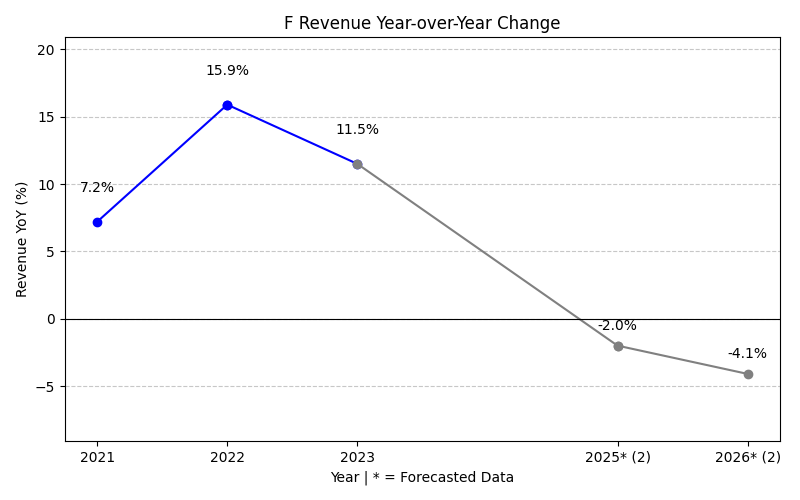 F Revenue Year-over-Year Change
20
15.9%
15
11.5%
10
7.2%
5
0
-2.0%
-4.1%
−5
Revenue YoY (%)
2021 2022 2023 2025* (2) 2026* (2)
Year | * = Forecasted Data